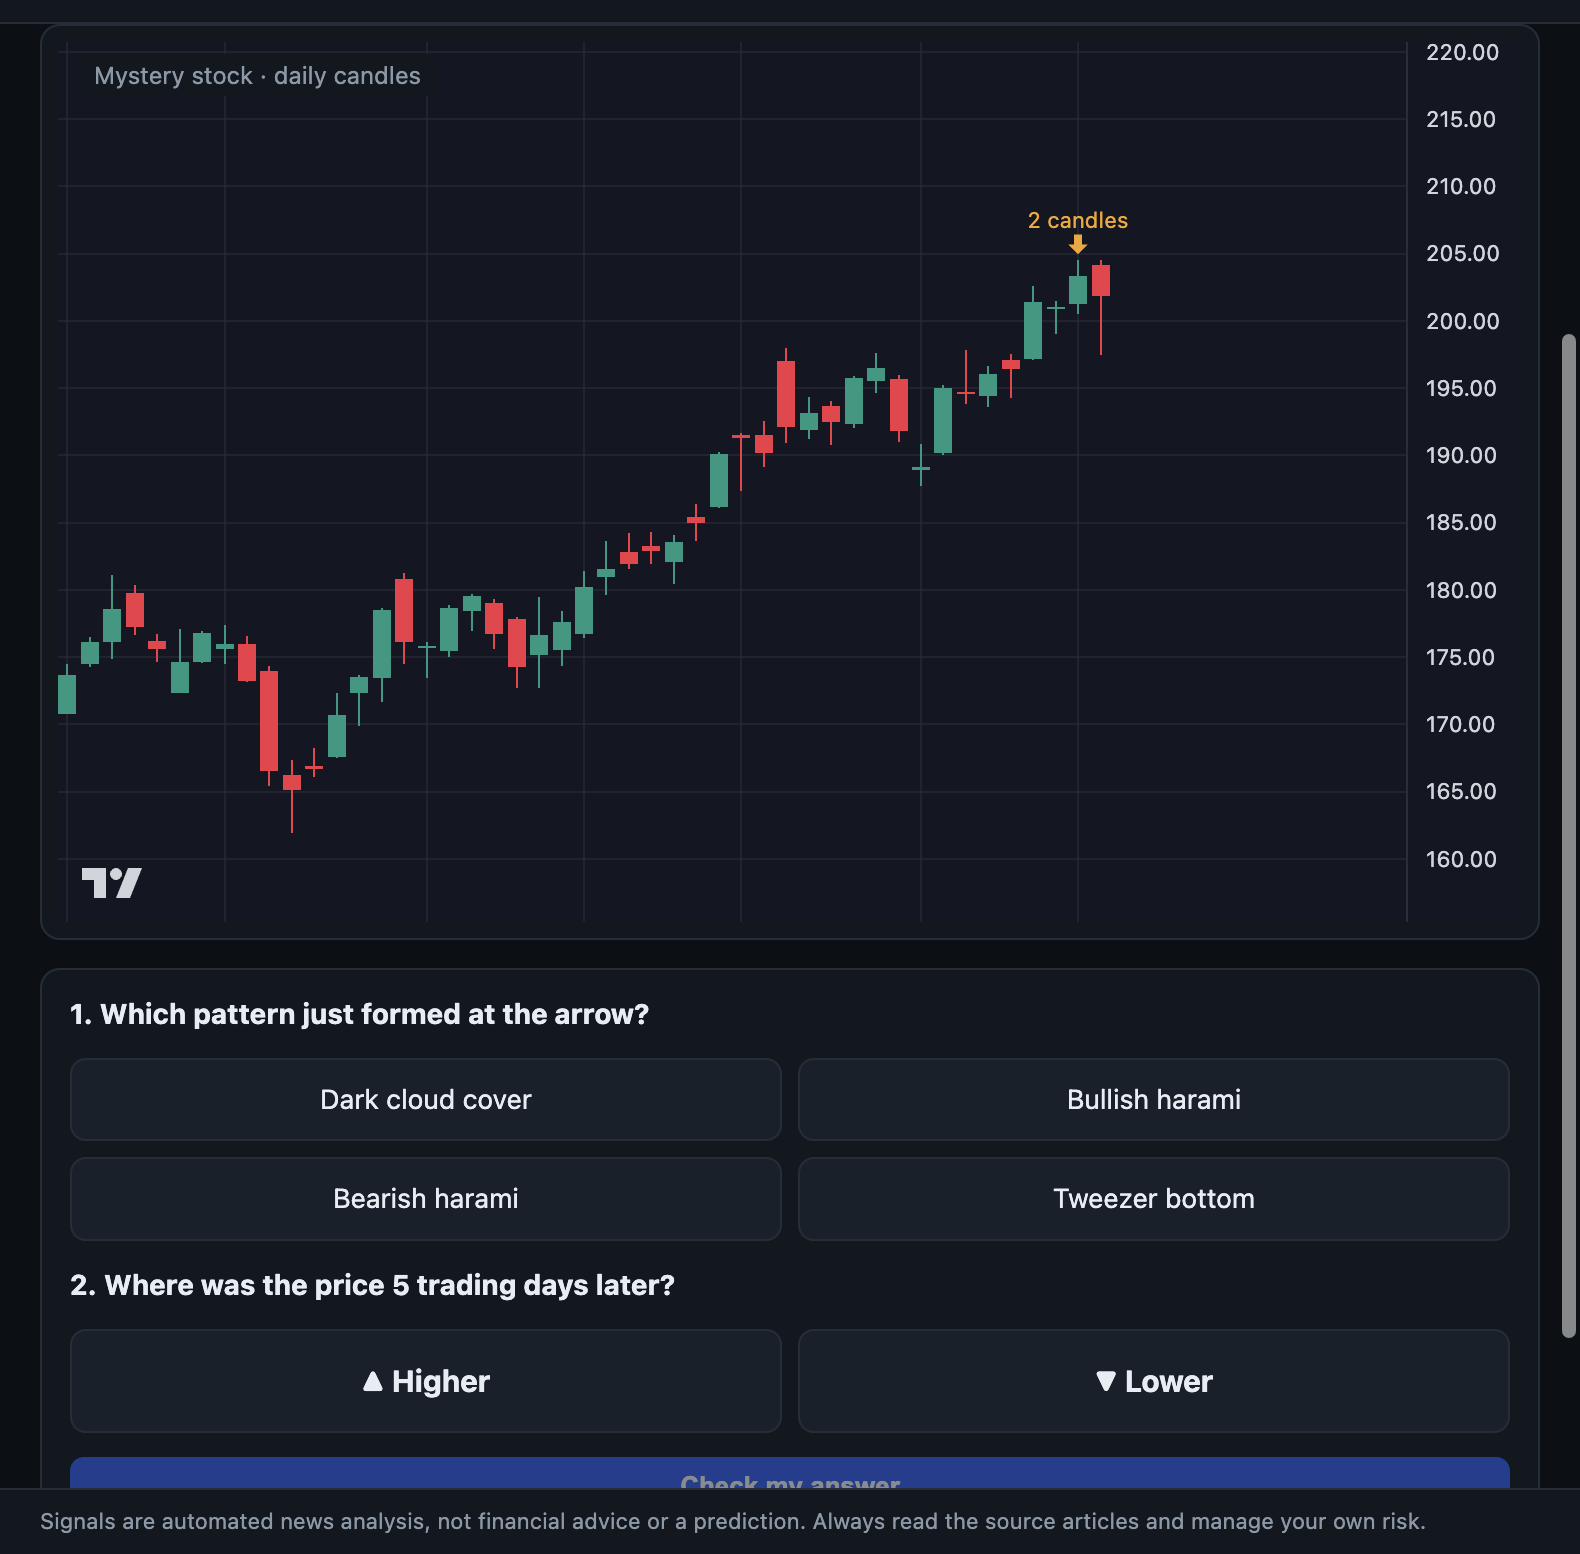 Mystery stock · daily candles
220.00
215.00
210.00
2 candles
205.00
200.00
195.00
190.00
185.00
180.00
175.00
170.00
165.00
160.00
1. Which pattern just formed at the arrow?
Dark cloud cover
Bullish harami
Bearish harami
Tweezer bottom
2. Where was the price 5 trading days later?
▲ Higher
▼ Lower
Check my answer
Signals are automated news analysis, not financial advice or a prediction. Always read the source articles and manage your own risk.